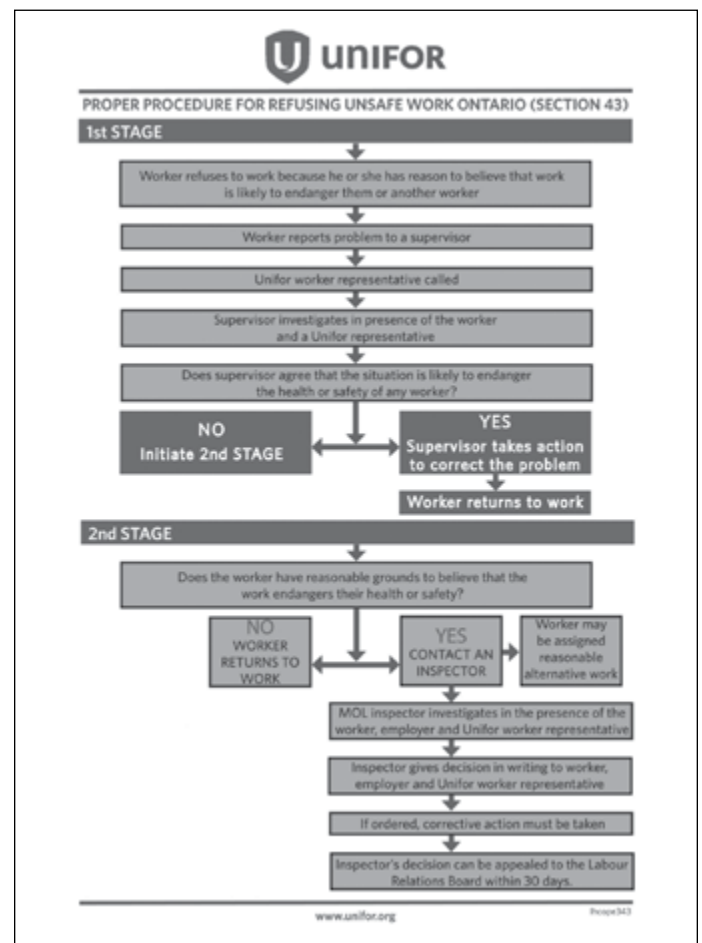 UNIFOR
PROPER PROCEDURE FOR REFUSING UNSAFE WORK ONTARIO (SECTION 43)
1st STAGE
Worker refuses to work because he or she has reason to believe that work
is likely to endanger them or another worker
Worker reports problem to a supervisor
Unifor worker representative called
Supervisor investigates in presence of the worker
and a Unifor representative
Does supervisor agree that the situation is likely to endanger
the health or safety of any worker?
NO
Initiate 2nd STAGE
YES
Supervisor takes action
to correct the problem
Worker returns to work
2nd STAGE
Does the worker have reasonable grounds to believe that the
work endangers their health or safety?
NO
WORKER
RETURNS TO
WORK
YES
CONTACT AN
INSPECTOR
Worker may
be assigned
reasonable
alternative work
MOL inspector investigates in the presence of the
worker, employer and Unifor worker representative
Inspector gives decision in writing to worker,
employer and Unifor worker representative
If ordered, corrective action must be taken
Inspector's decision can be appealed to the Labour
Relations Board within 30 days.
www.unifor.org